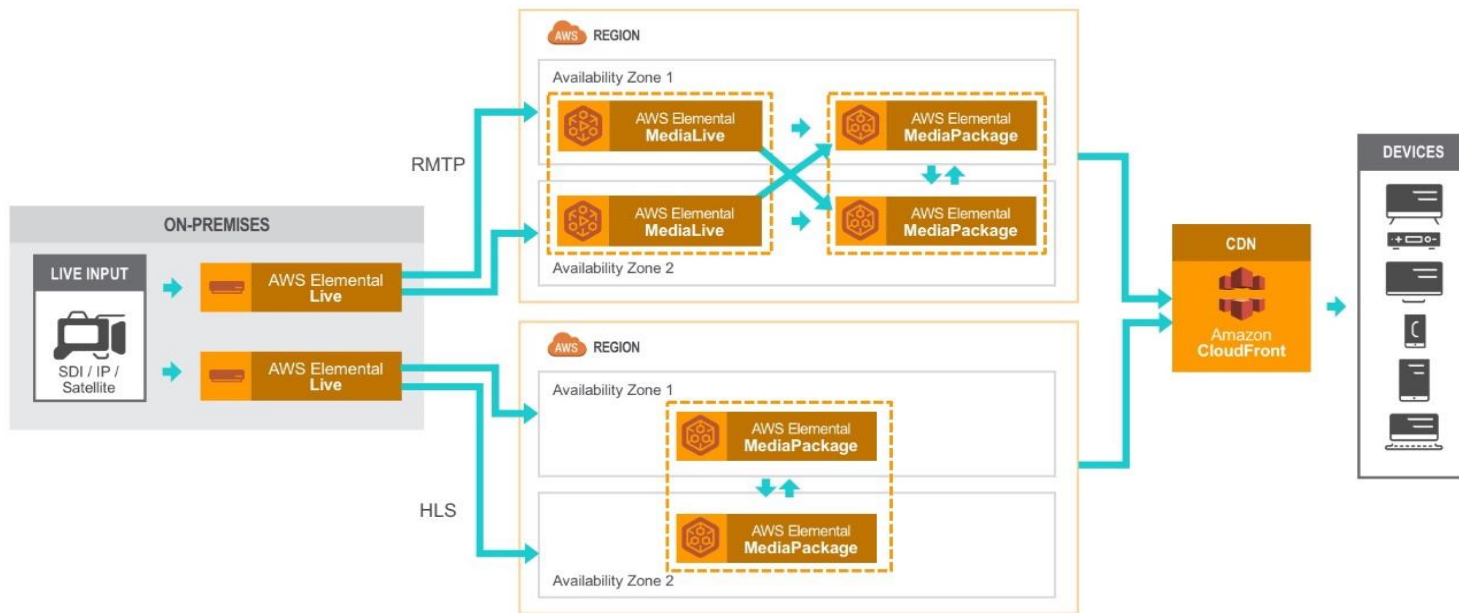 ON-PREMISES
LIVE INPUT
SDI / IP /
Satellite
AWS Elemental
Live
AWS Elemental
Live
RMTP
HLS
AWS REGION
Availability Zone 1
AWS Elemental
MediaLive
AWS Elemental
MediaPackage
AWS Elemental
MediaLive
AWS Elemental
MediaPackage
Availability Zone 2
AWS REGION
Availability Zone 1
AWS Elemental
MediaPackage
AWS Elemental
MediaPackage
Availability Zone 2
CDN
Amazon
CloudFront
DEVICES